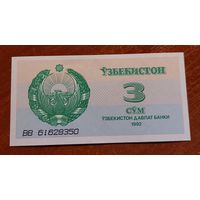 ЎЗБЕКИСТОН
3
СЎМ
ЎЗБЕКИСТОН ДАВЛАТ БАНКИ
1992
ВВ 61628350